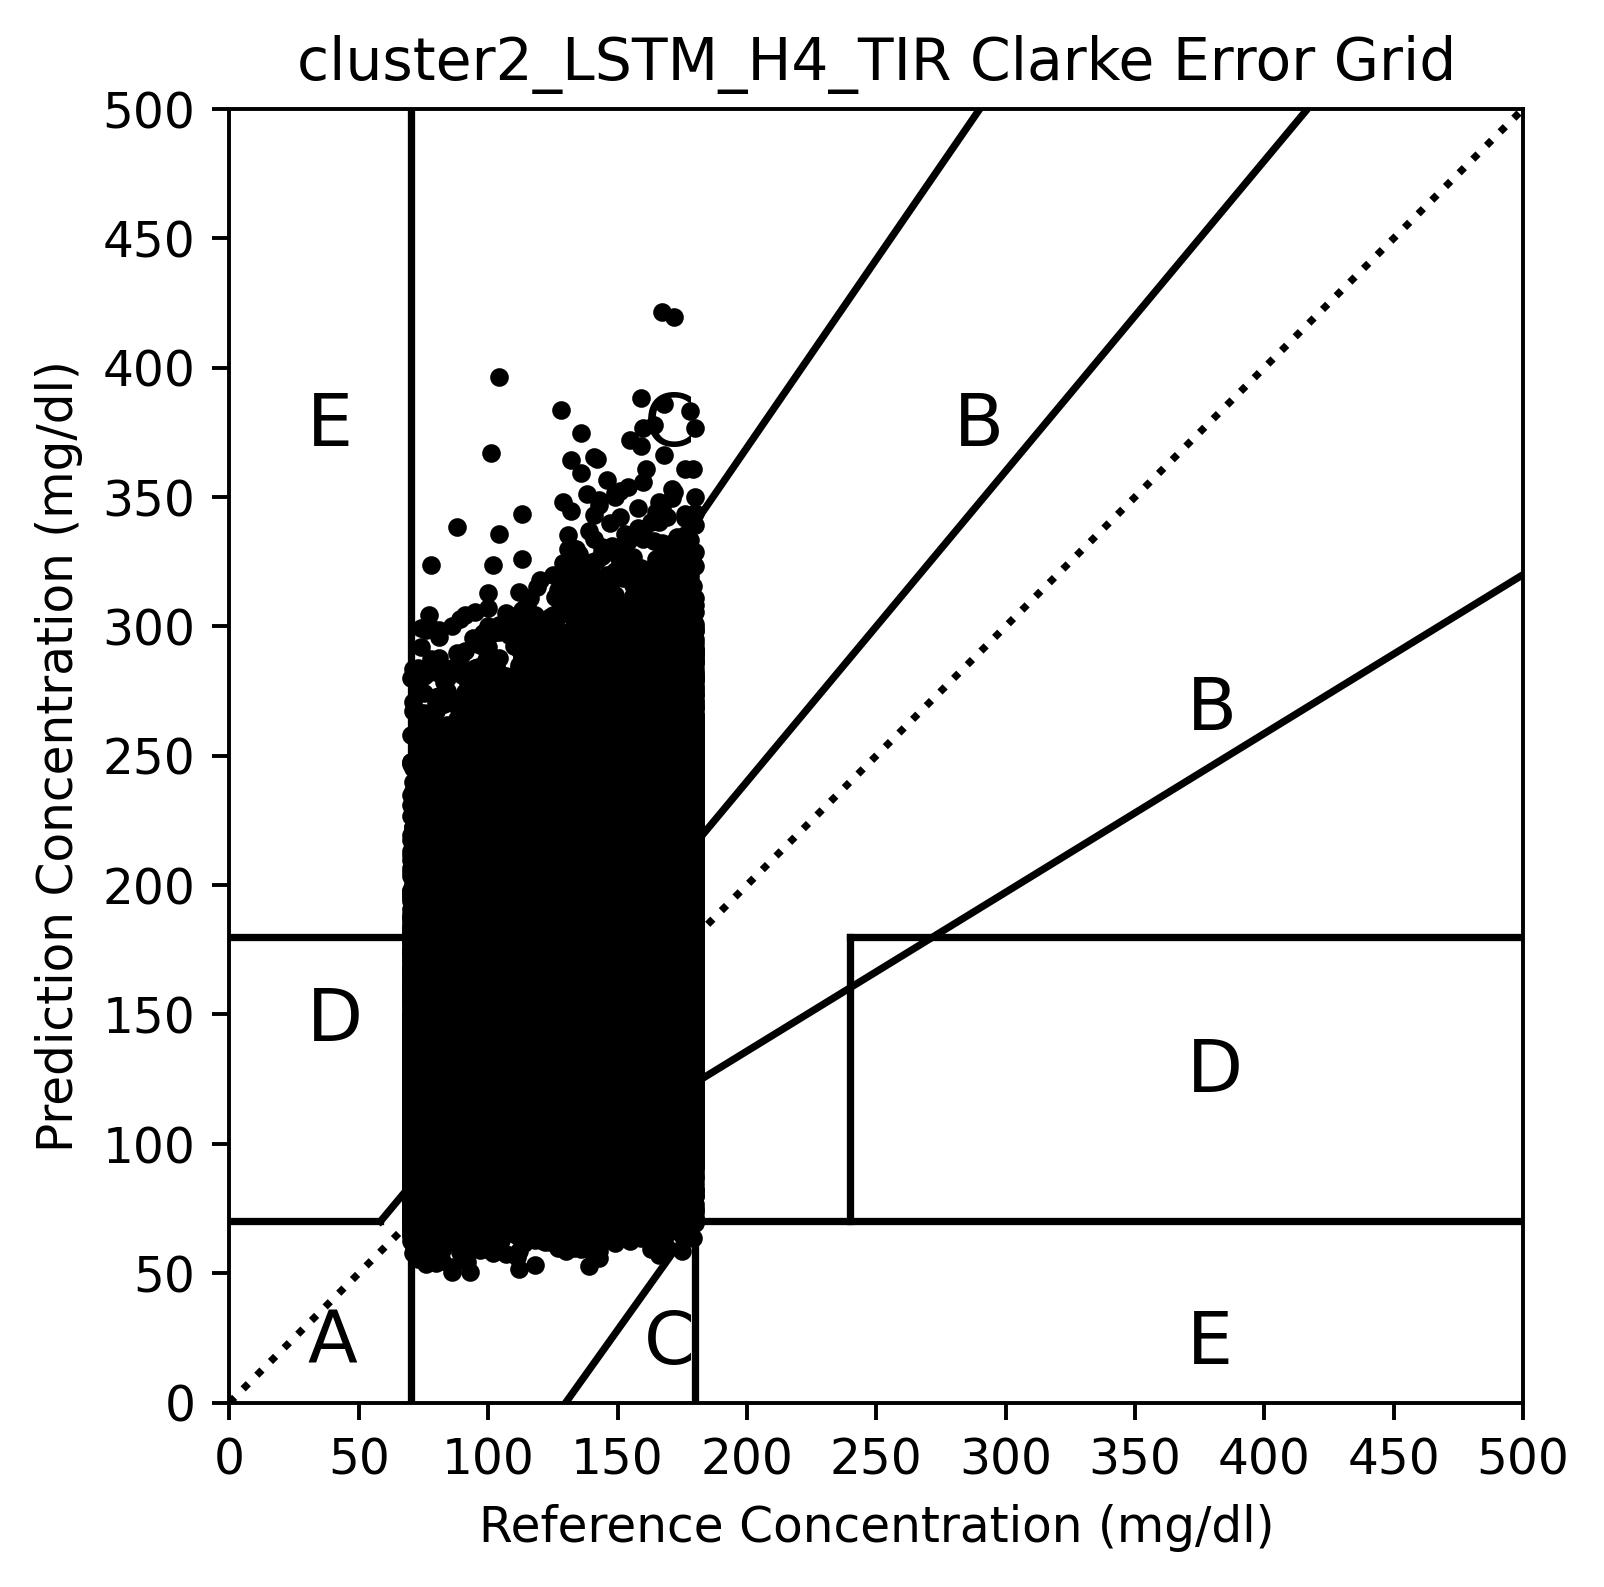 cluster2_LSTM_H4_TIR Clarke Error Grid
500
450
400
350
300
250
200
150
100
50
0
Prediction Concentration (mg/dl)
E
C
B
B
D
D
A
C
E
0 50 100 150 200 250 300 350 400 450 500
Reference Concentration (mg/dl)